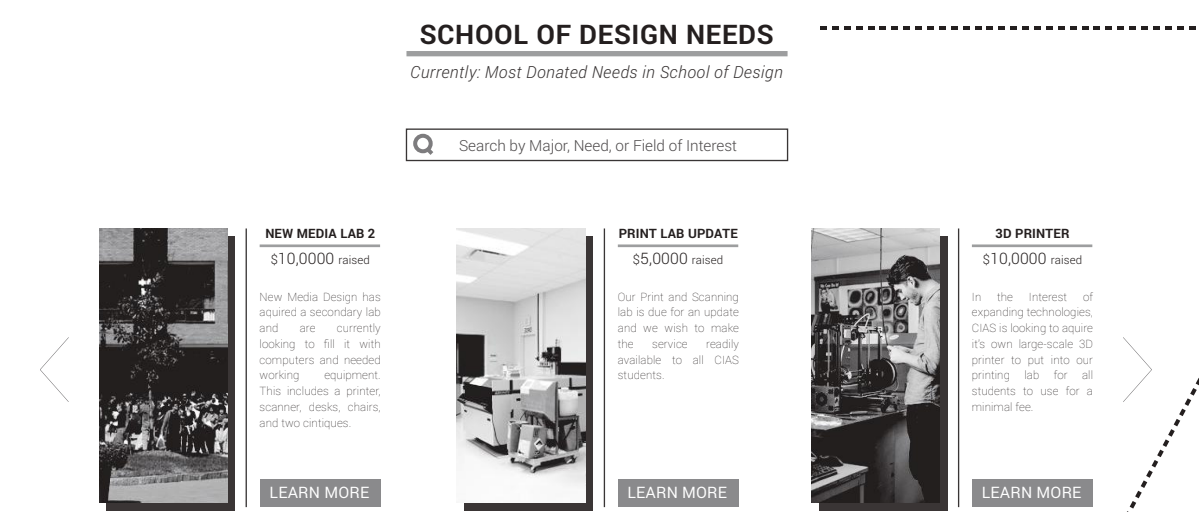 SCHOOL OF DESIGN NEEDS
Currently: Most Donated Needs in School of Design
Search by Major, Need, or Field of Interest
NEW MEDIA LAB 2
$10,0000 raised
New Media Design has
aquired a secondary lab
and are currently
looking to fill it with
computers and needed
working equipment.
This includes a printer,
scanner, desks, chairs,
and two cintiques.
LEARN MORE
PRINT LAB UPDATE
$5,0000 raised
Our Print and Scanning
lab is due for an update
and we wish to make
the service readily
available to all CIAS
students.
LEARN MORE
3D PRINTER
$10,0000 raised
In the Interest of
expanding technologies,
CIAS is looking to aquire
it's own large-scale 3D
printer to put into our
printing lab for all
students to use for a
minimal fee.
LEARN MORE